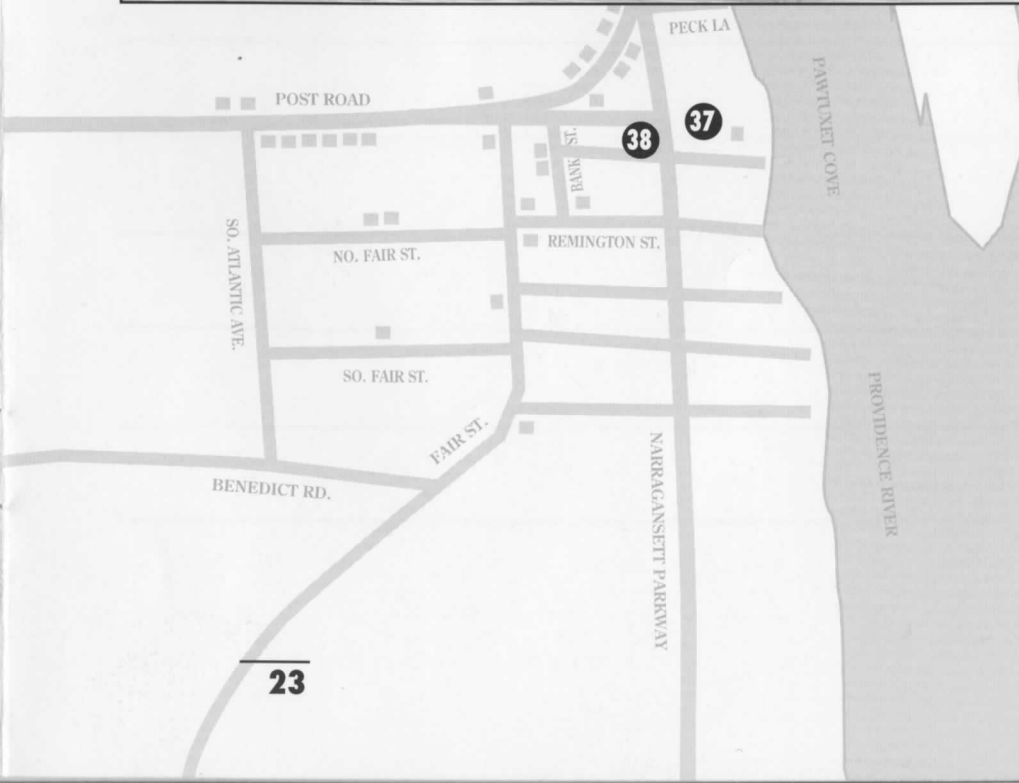 PECK LA
PAWTUXET COVE
POST ROAD
37
38
BANK ST.
SO. ATLANTIC AVE.
REMINGTON ST.
NO. FAIR ST.
SO. FAIR ST.
PROVIDENCE RIVER
FAIR ST.
NARRAGANSETT PARKWAY
BENEDICT RD.
23